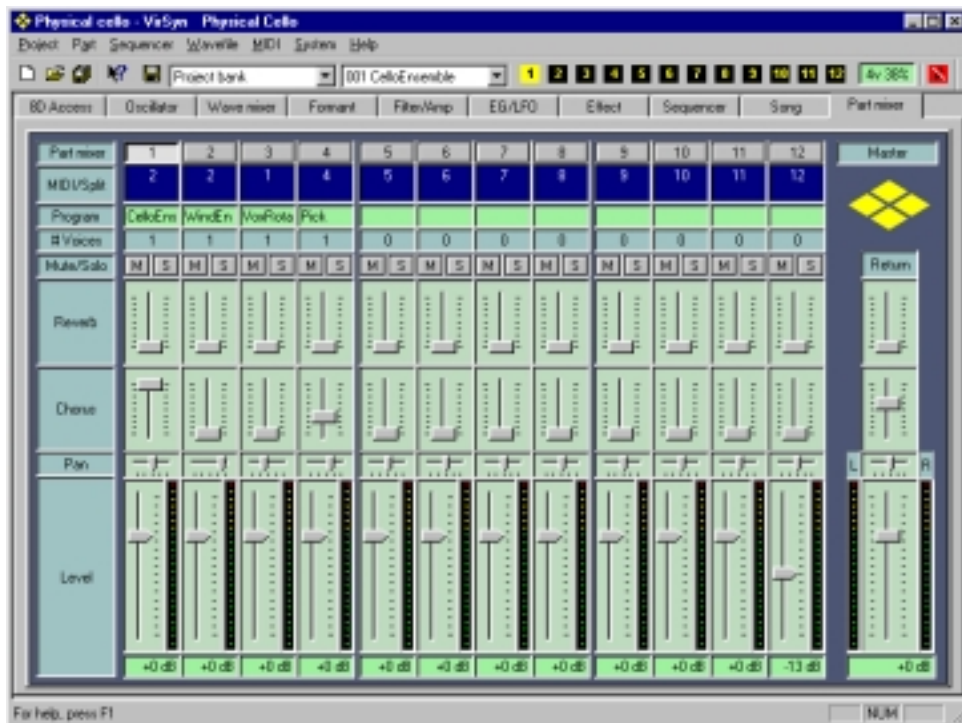 Physical cello - VirSyn Physical Cello
Project Part Sequencer Wavefile MIDI System Help
Project bank 001 CelloEnsemble 1 2 3 4 5 6 7 8 9 10 11 12 4v 38%
8D Access Oscillator Wave mixer Formant Filter/Amp EG/LFO Effect Sequencer Song Part mixer
Part mixer 1 2 3 4 5 6 7 8 9 10 11 12 Master
MIDI/Split 2 2 1 4 5 6 7 8 9 10 11 12
Program CelloEns WindEn VoxRota Pick
# Voices 1 1 1 1 0 0 0 0 0 0 0 0
Mute/Solo M S M S M S M S M S M S M S M S M S M S M S M S Return
Reverb
Chorus
Pan L R
Level
+0 dB +0 dB +0 dB +0 dB +0 dB +0 dB +0 dB +0 dB +0 dB +0 dB +0 dB -13 dB +0 dB
For help, press F1 NUM